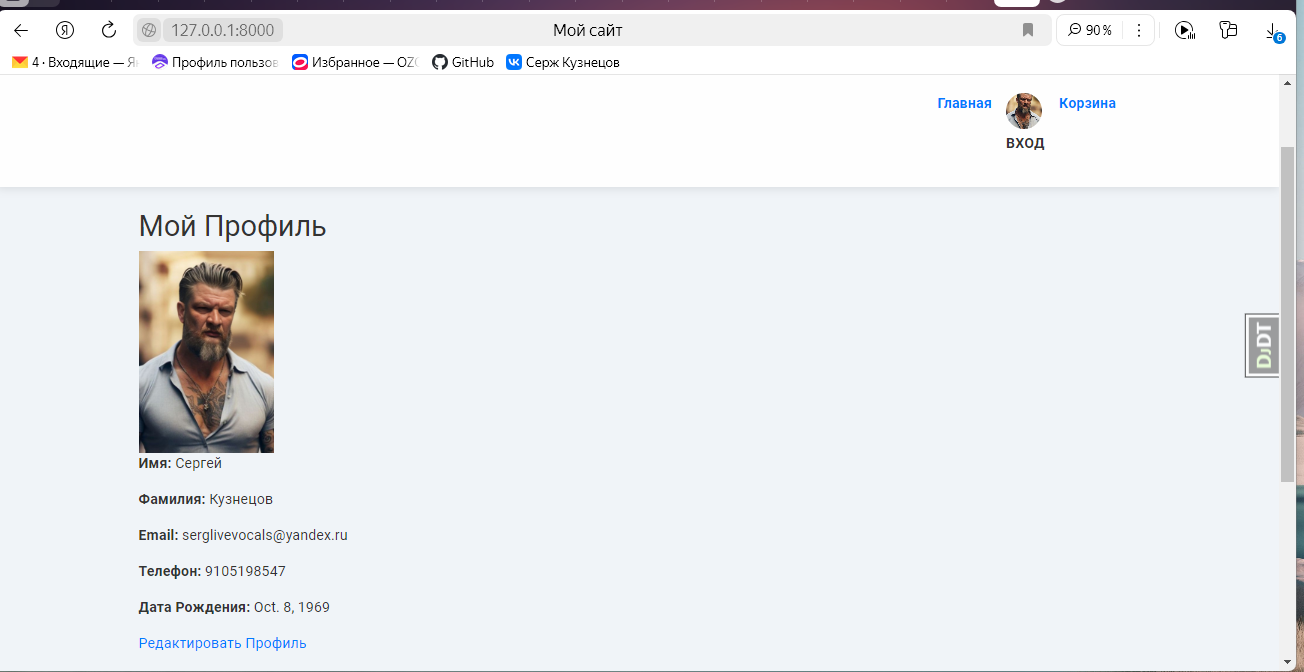 127.0.0.1:8000 Мой сайт 90%
6
4 · Входящие — Ян Профиль пользов Избранное — OZO GitHub Серж Кузнецов
Главная Корзина
ВХОД
Мой Профиль
DjDT
Имя: Сергей
Фамилия: Кузнецов
Email: serglivevocals@yandex.ru
Телефон: 9105198547
Дата Рождения: Oct. 8, 1969
Редактировать Профиль